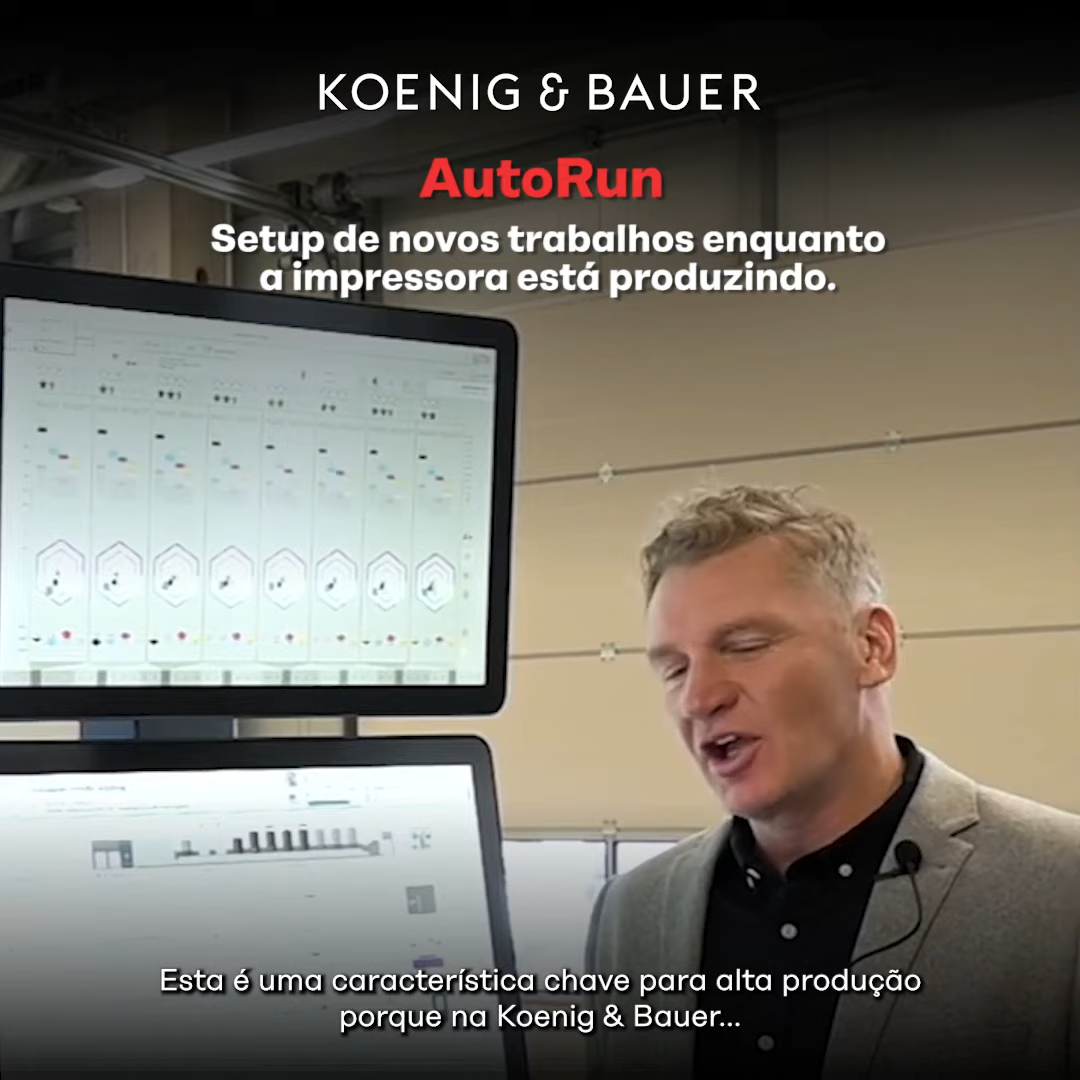 KOENIG & BAUER
AutoRun
Setup de novos trabalhos enquanto
a impressora está produzindo.
Esta é uma característica chave para alta produção
porque na Koenig & Bauer...